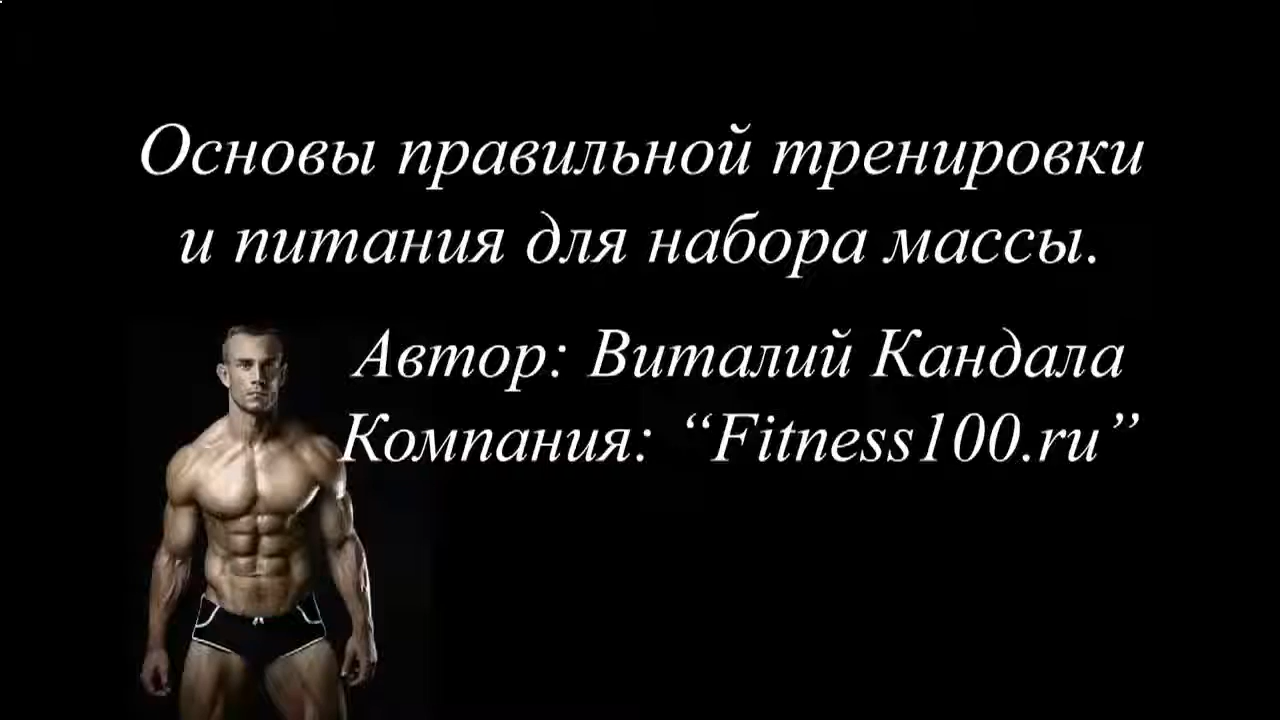 Основы правильной тренировки
и питания для набора массы.
Автор: Виталий Кандала
Компания: “Fitness100.ru”